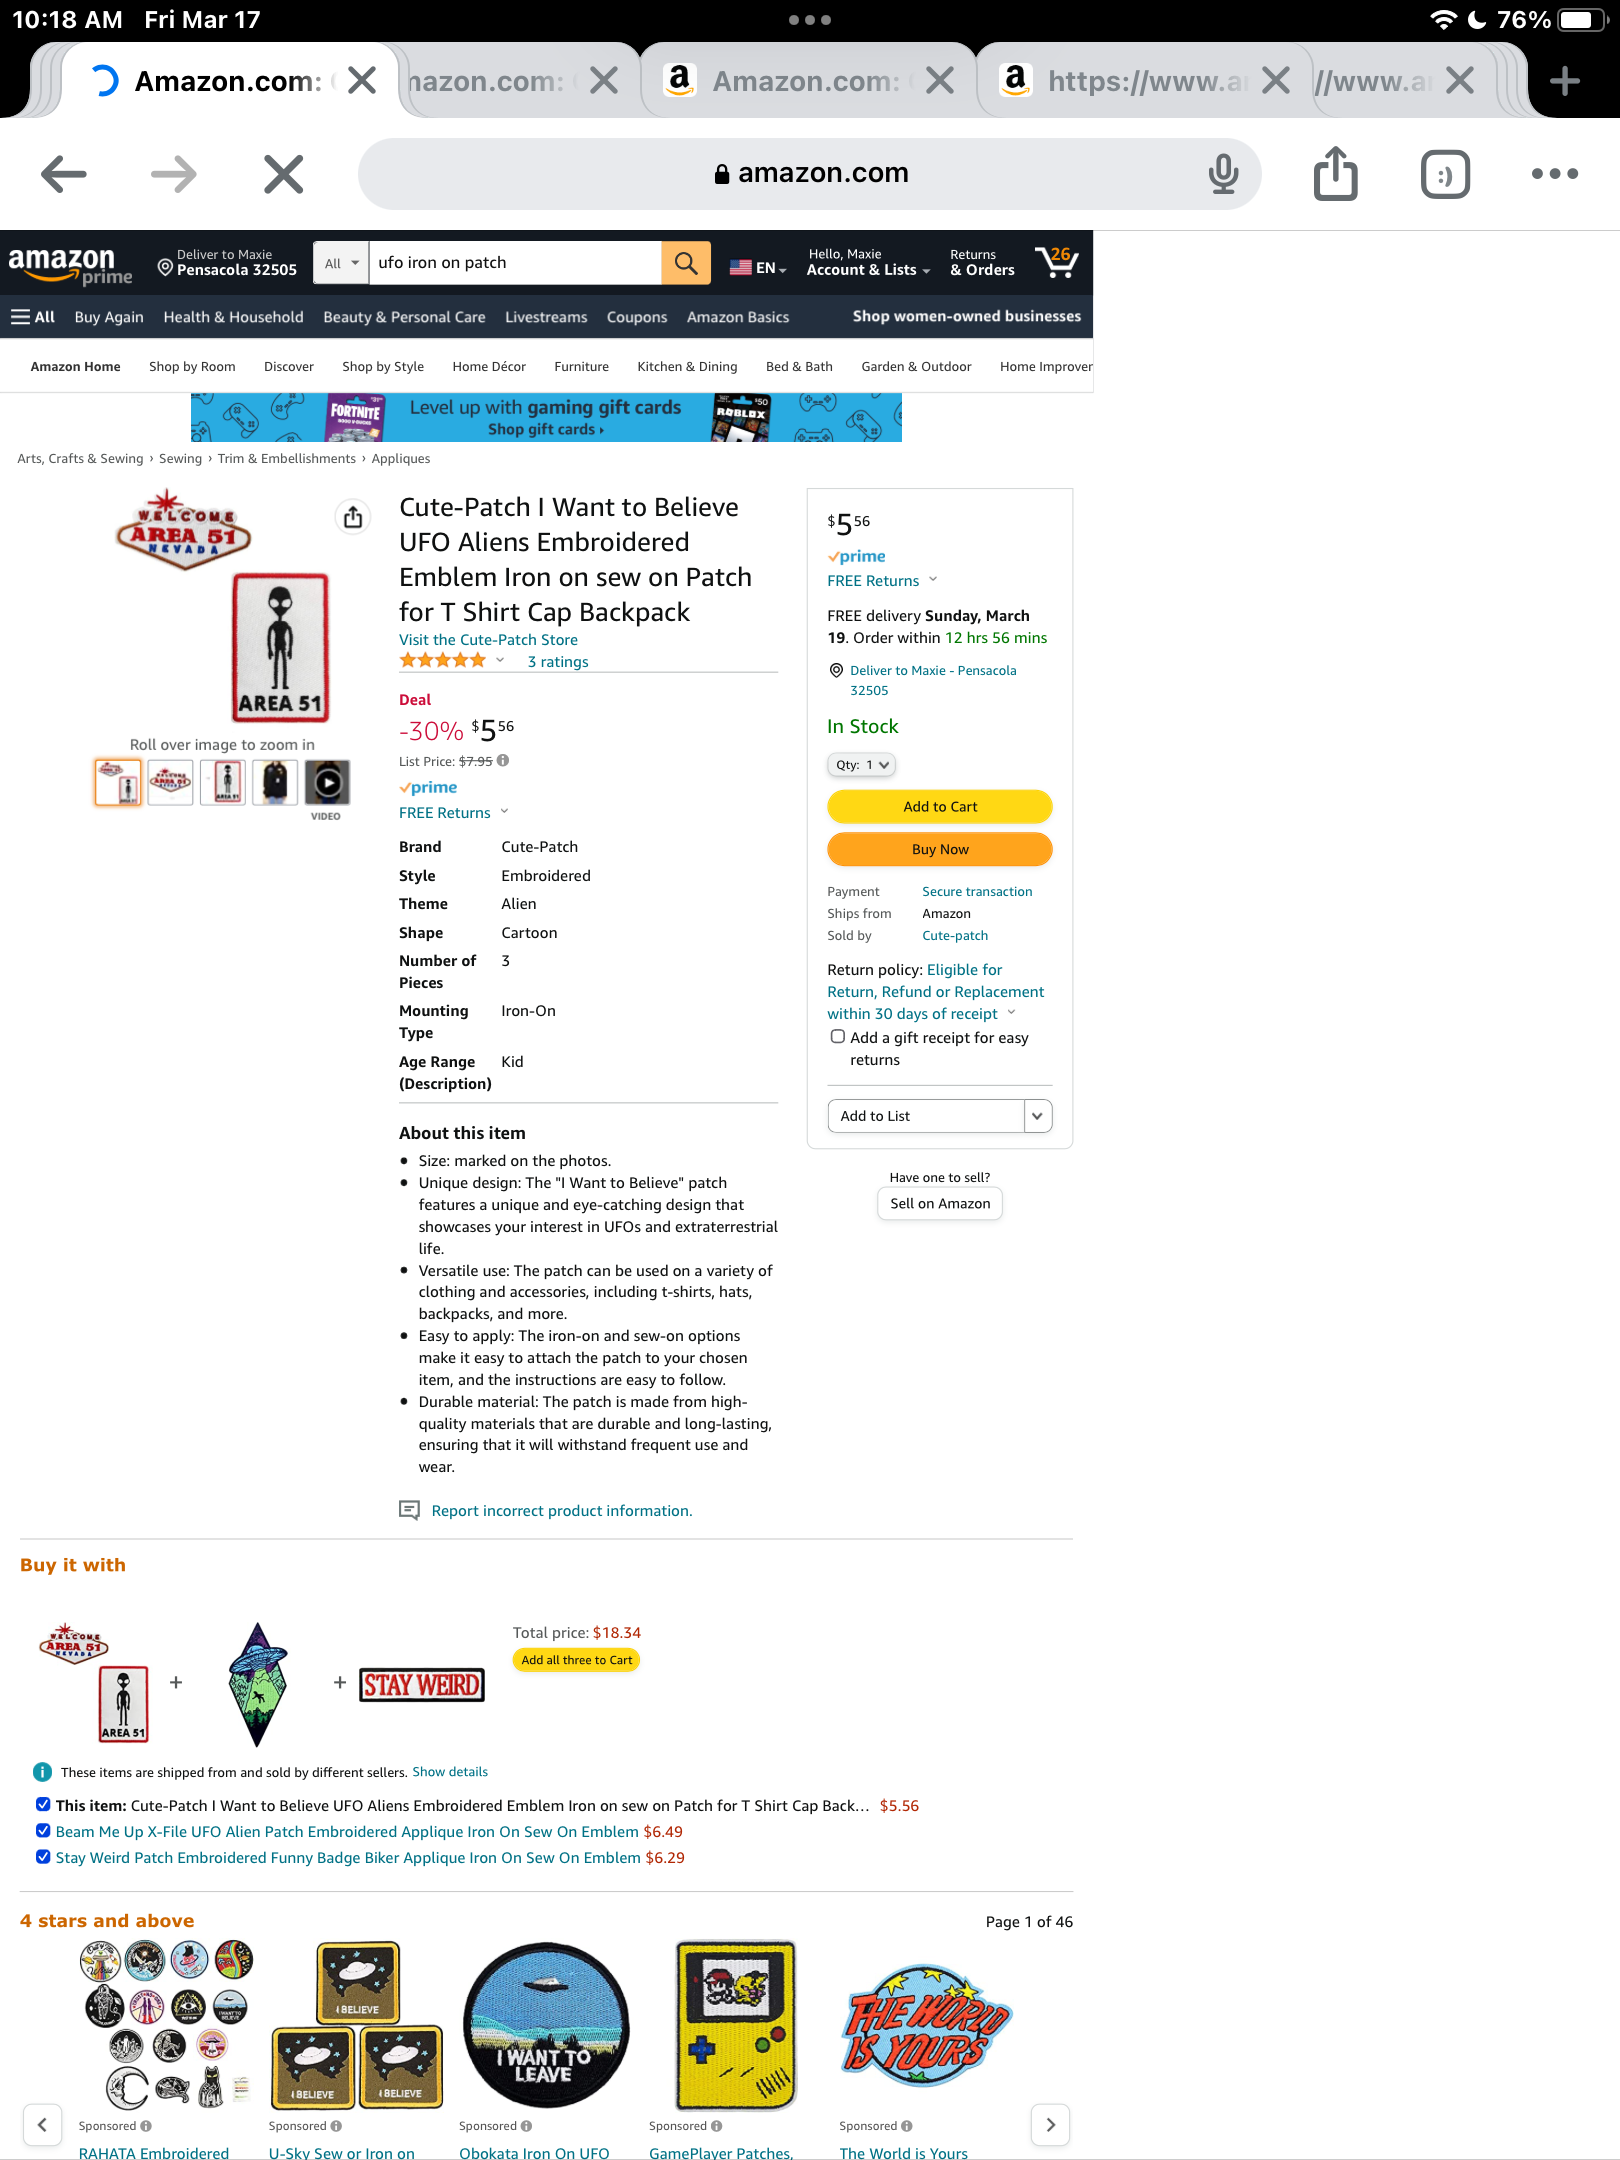 10:18 AM Fri Mar 17
76%
Amazon.com:
nazon.com:
Amazon.com:
https://www.a
//www.a
amazon.com
amazon prime
Deliver to Maxie
Pensacola 32505
All
ufo iron on patch
EN
Hello, Maxie
Account & Lists
Returns
& Orders
26
All
Buy Again
Health & Household
Beauty & Personal Care
Livestreams
Coupons
Amazon Basics
Shop women-owned businesses
Amazon Home
Shop by Room
Discover
Shop by Style
Home Décor
Furniture
Kitchen & Dining
Bed & Bath
Garden & Outdoor
Home Improver
FORTNITE
Level up with gaming gift cards
Shop gift cards ›
$50
ROBLOX
Arts, Crafts & Sewing › Sewing › Trim & Embellishments › Appliques
WELCOME
AREA 51
NEVADA
AREA 51
Roll over image to zoom in
VIDEO
Cute-Patch I Want to Believe
UFO Aliens Embroidered
Emblem Iron on sew on Patch
for T Shirt Cap Backpack
Visit the Cute-Patch Store
3 ratings
Deal
-30% $5 56
List Price: $7.95
prime
FREE Returns
Brand Cute-Patch
Style Embroidered
Theme Alien
Shape Cartoon
Number of Pieces 3
Mounting Type Iron-On
Age Range (Description) Kid
About this item
Size: marked on the photos.
Unique design: The "I Want to Believe" patch
features a unique and eye-catching design that
showcases your interest in UFOs and extraterrestrial
life.
Versatile use: The patch can be used on a variety of
clothing and accessories, including t-shirts, hats,
backpacks, and more.
Easy to apply: The iron-on and sew-on options
make it easy to attach the patch to your chosen
item, and the instructions are easy to follow.
Durable material: The patch is made from high-
quality materials that are durable and long-lasting,
ensuring that it will withstand frequent use and
wear.
Report incorrect product information.
$5 56
prime
FREE Returns
FREE delivery Sunday, March
19. Order within 12 hrs 56 mins
Deliver to Maxie - Pensacola
32505
In Stock
Qty: 1
Add to Cart
Buy Now
Payment Secure transaction
Ships from Amazon
Sold by Cute-patch
Return policy: Eligible for
Return, Refund or Replacement
within 30 days of receipt
Add a gift receipt for easy
returns
Add to List
Have one to sell?
Sell on Amazon
Buy it with
WELCOME
AREA 51
NEVADA
AREA 51
+
+
STAY WEIRD
Total price: $18.34
Add all three to Cart
These items are shipped from and sold by different sellers. Show details
This item: Cute-Patch I Want to Believe UFO Aliens Embroidered Emblem Iron on sew on Patch for T Shirt Cap Back… $5.56
Beam Me Up X-File UFO Alien Patch Embroidered Applique Iron On Sew On Emblem $6.49
Stay Weird Patch Embroidered Funny Badge Biker Applique Iron On Sew On Emblem $6.29
4 stars and above
Page 1 of 46
I BELIEVE
I BELIEVE
I BELIEVE
I WANT TO
LEAVE
THE WORLD
IS YOURS
Sponsored
Sponsored
Sponsored
Sponsored
Sponsored
RAHATA Embroidered
U-Sky Sew or Iron on
Obokata Iron On UFO
GamePlayer Patches,
The World is Yours